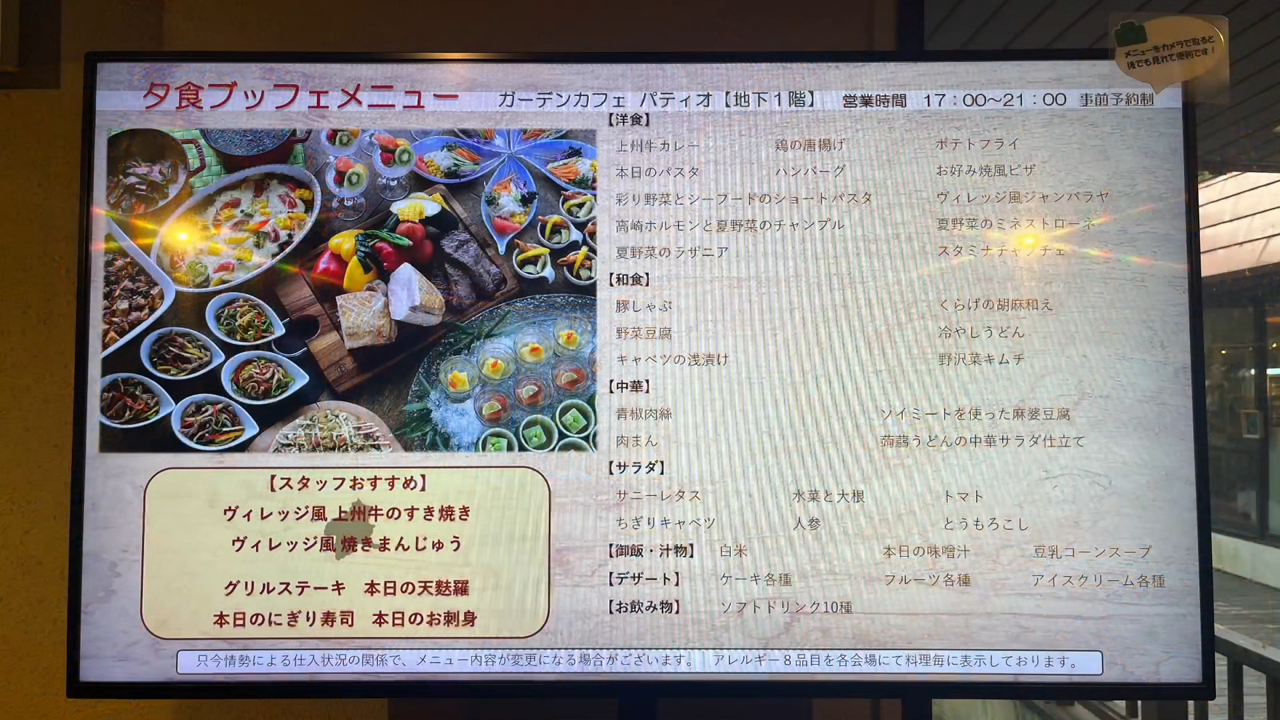 メニューをカメラで取ると
後でも見れて便利です！
夕食ブッフェメニュー ガーデンカフェ パティオ【地下1階】 営業時間 17：00～21：00 事前予約制
【洋食】
上州牛カレー 鶏の唐揚げ ポテトフライ
本日のパスタ ハンバーグ お好み焼風ピザ
彩り野菜とシーフードのショートパスタ ヴィレッジ風ジャンバラヤ
高崎ホルモンと夏野菜のチャンプル 夏野菜のミネストローネ
夏野菜のラザニア スタミナチャプチェ
【和食】
豚しゃぶ くらげの胡麻和え
野菜豆腐 冷やしうどん
キャベツの浅漬け 野沢菜キムチ
【中華】
青椒肉絲 ソイミートを使った麻婆豆腐
肉まん 蒟蒻うどんの中華サラダ仕立て
【サラダ】
サニーレタス 水菜と大根 トマト
ちぎりキャベツ 人参 とうもろこし
【御飯・汁物】 白米 本日の味噌汁 豆乳コーンスープ
【デザート】 ケーキ各種 フルーツ各種 アイスクリーム各種
【お飲み物】 ソフトドリンク10種
【スタッフおすすめ】
ヴィレッジ風 上州牛のすき焼き
ヴィレッジ風 焼きまんじゅう
グリルステーキ 本日の天麩羅
本日のにぎり寿司 本日のお刺身
只今情勢による仕入状況の関係で、メニュー内容が変更になる場合がございます。 アレルギー８品目を各会場にて料理毎に表示しております。